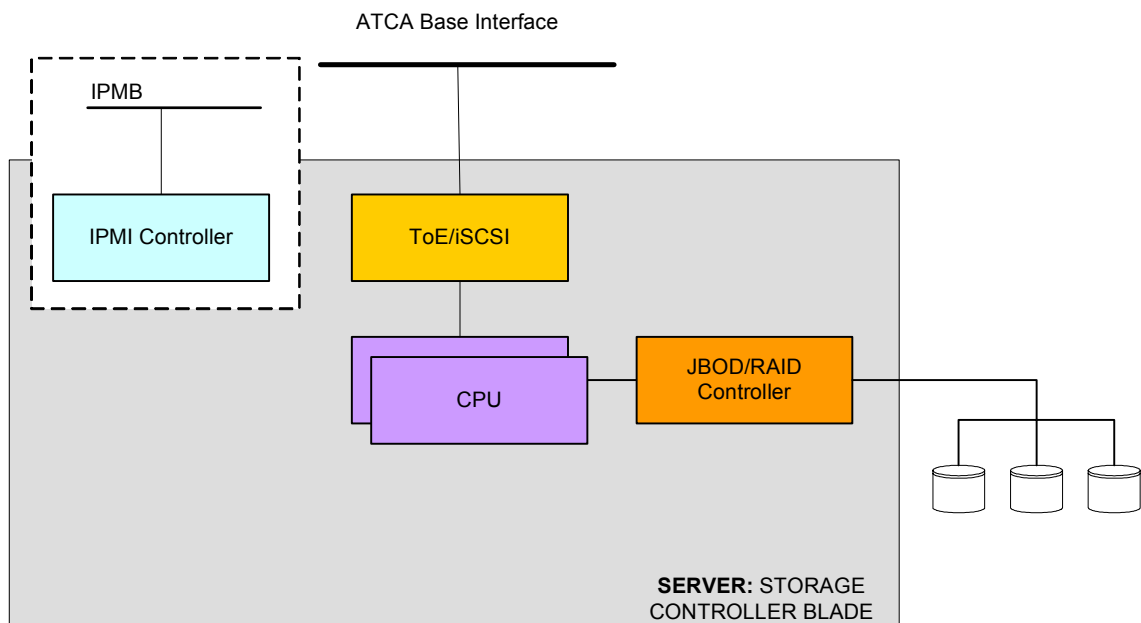 ATCA Base Interface
IPMB
IPMI Controller
ToE/iSCSI
CPU
JBOD/RAID
Controller
SERVER: STORAGE
CONTROLLER BLADE